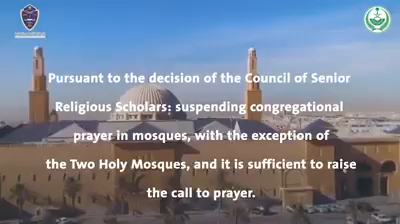 Pursuant to the decision of the Council of Senior
Religious Scholars: suspending congregational
prayer in mosques, with the exception of
the Two Holy Mosques, and it is sufficient to raise
the call to prayer.